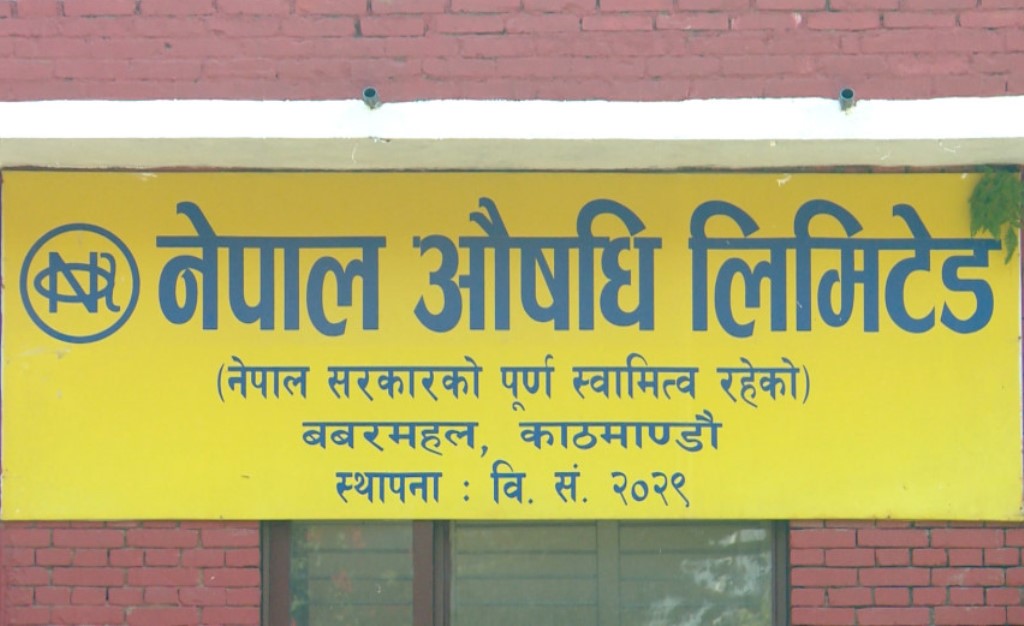 नेपाल औषधि लिमिटेड
(नेपाल सरकारको पूर्ण स्वामित्व रहेको)
बबरमहल, काठमाण्डौ
स्थापना : वि. सं. २०२९